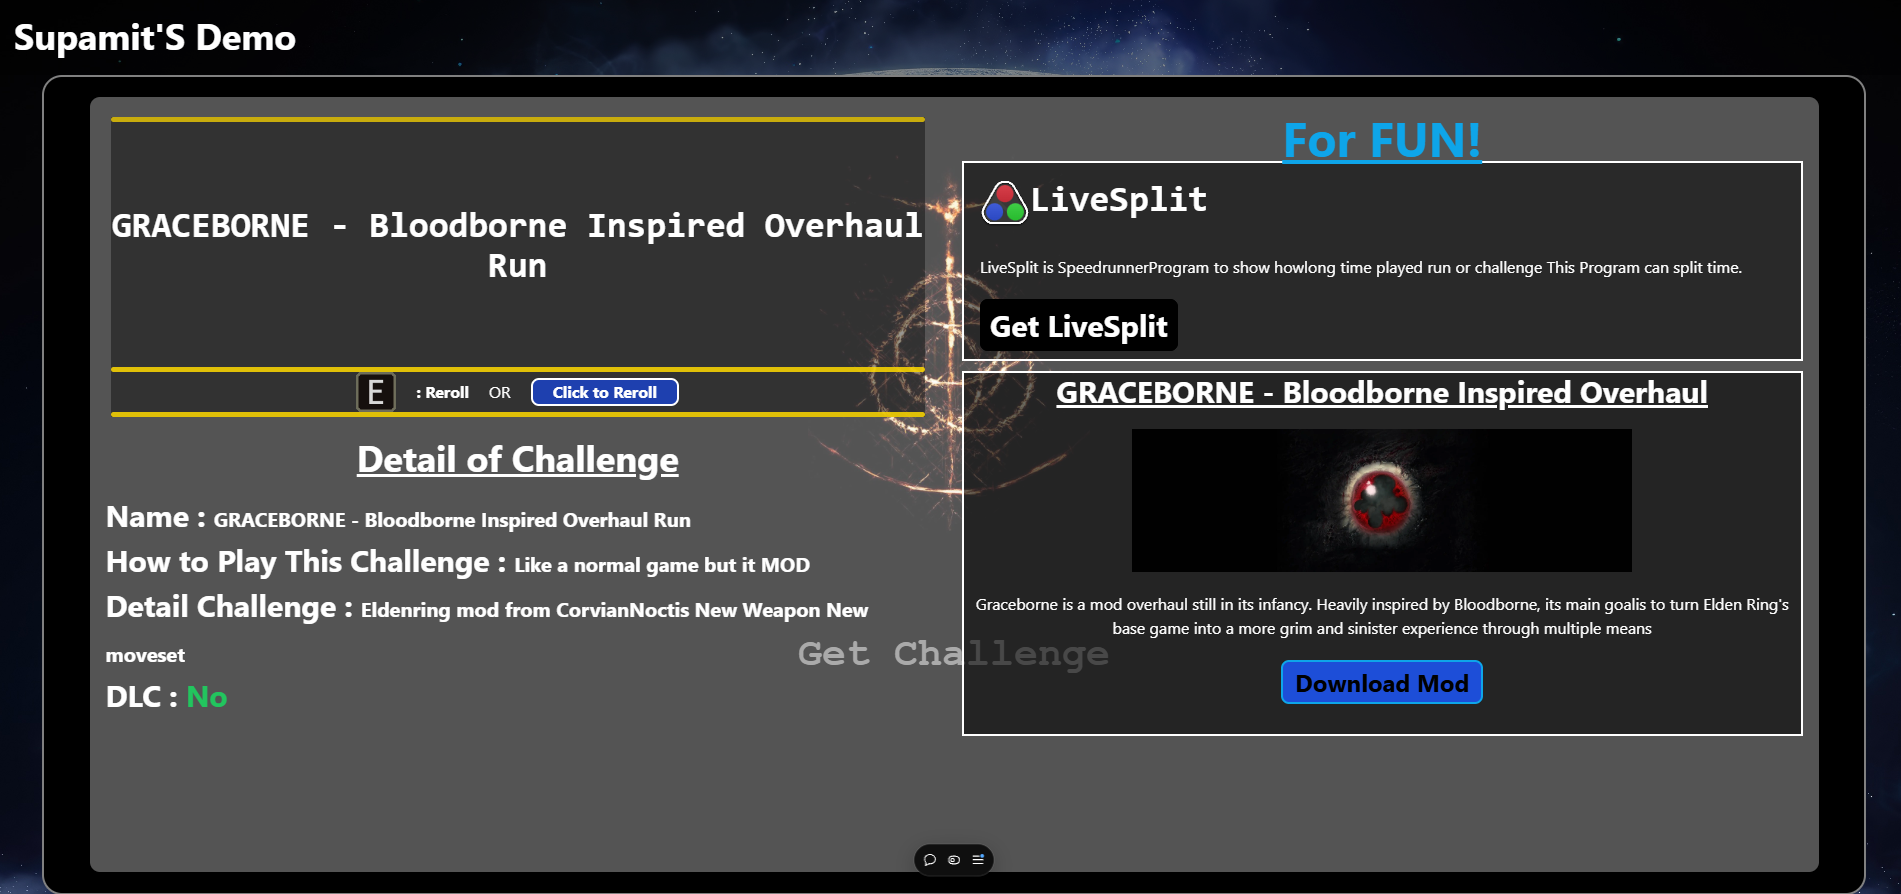 Supamit'S Demo
GRACEBORNE - Bloodborne Inspired Overhaul
Run
E : Reroll OR Click to Reroll
Detail of Challenge
Name : GRACEBORNE - Bloodborne Inspired Overhaul Run
How to Play This Challenge : Like a normal game but it MOD
Detail Challenge : Eldenring mod from CorvianNoctis New Weapon New
moveset
DLC : No
Get Challenge
For FUN!
LiveSplit
LiveSplit is SpeedrunnerProgram to show howlong time played run or challenge This Program can split time.
Get LiveSplit
GRACEBORNE - Bloodborne Inspired Overhaul
Graceborne is a mod overhaul still in its infancy. Heavily inspired by Bloodborne, its main goalis to turn Elden Ring's
base game into a more grim and sinister experience through multiple means
Download Mod